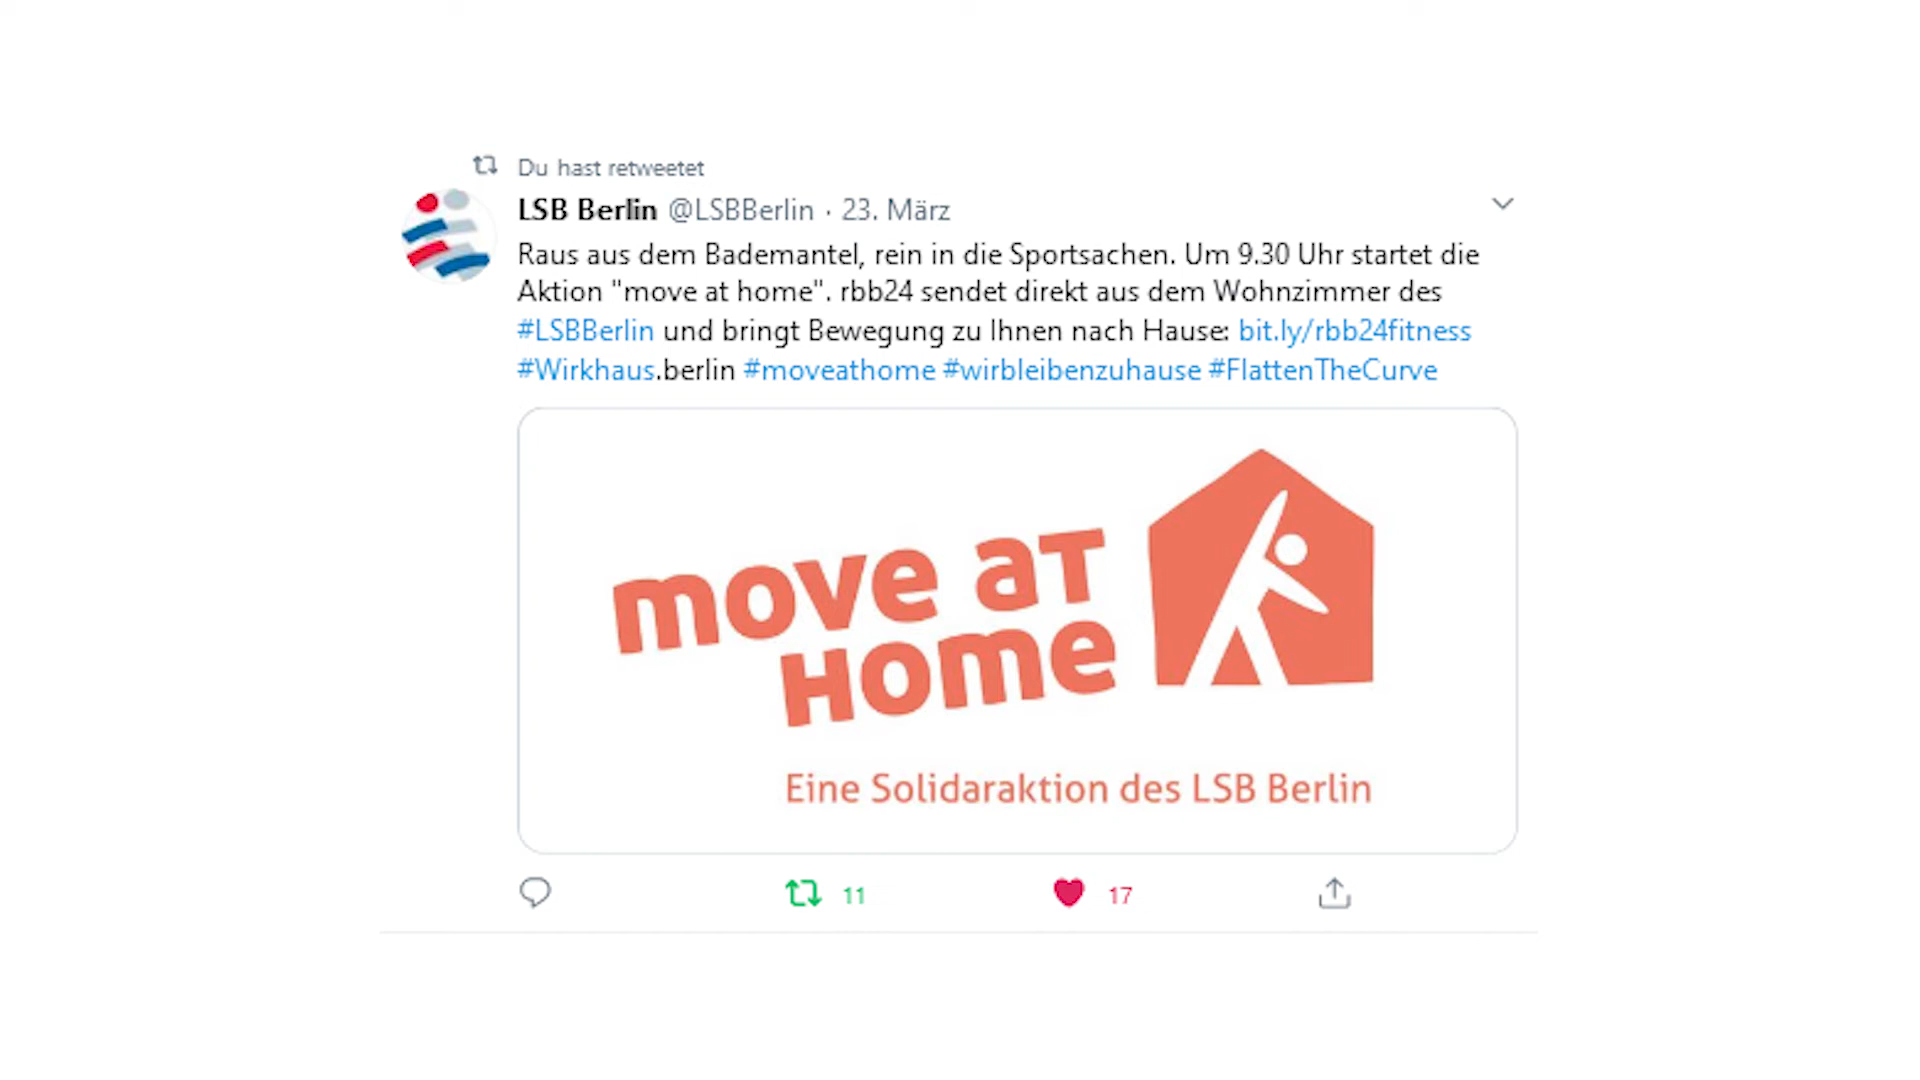 Du hast retweetet
LSB Berlin @LSBBerlin · 23. März
Raus aus dem Bademantel, rein in die Sportsachen. Um 9.30 Uhr startet die
Aktion "move at home". rbb24 sendet direkt aus dem Wohnzimmer des
#LSBBerlin und bringt Bewegung zu Ihnen nach Hause: bit.ly/rbb24fitness
#Wirkhaus.berlin #moveathome #wirbleibenzuhause #FlattenTheCurve
move at
Home
Eine Solidaraktion des LSB Berlin
11 17